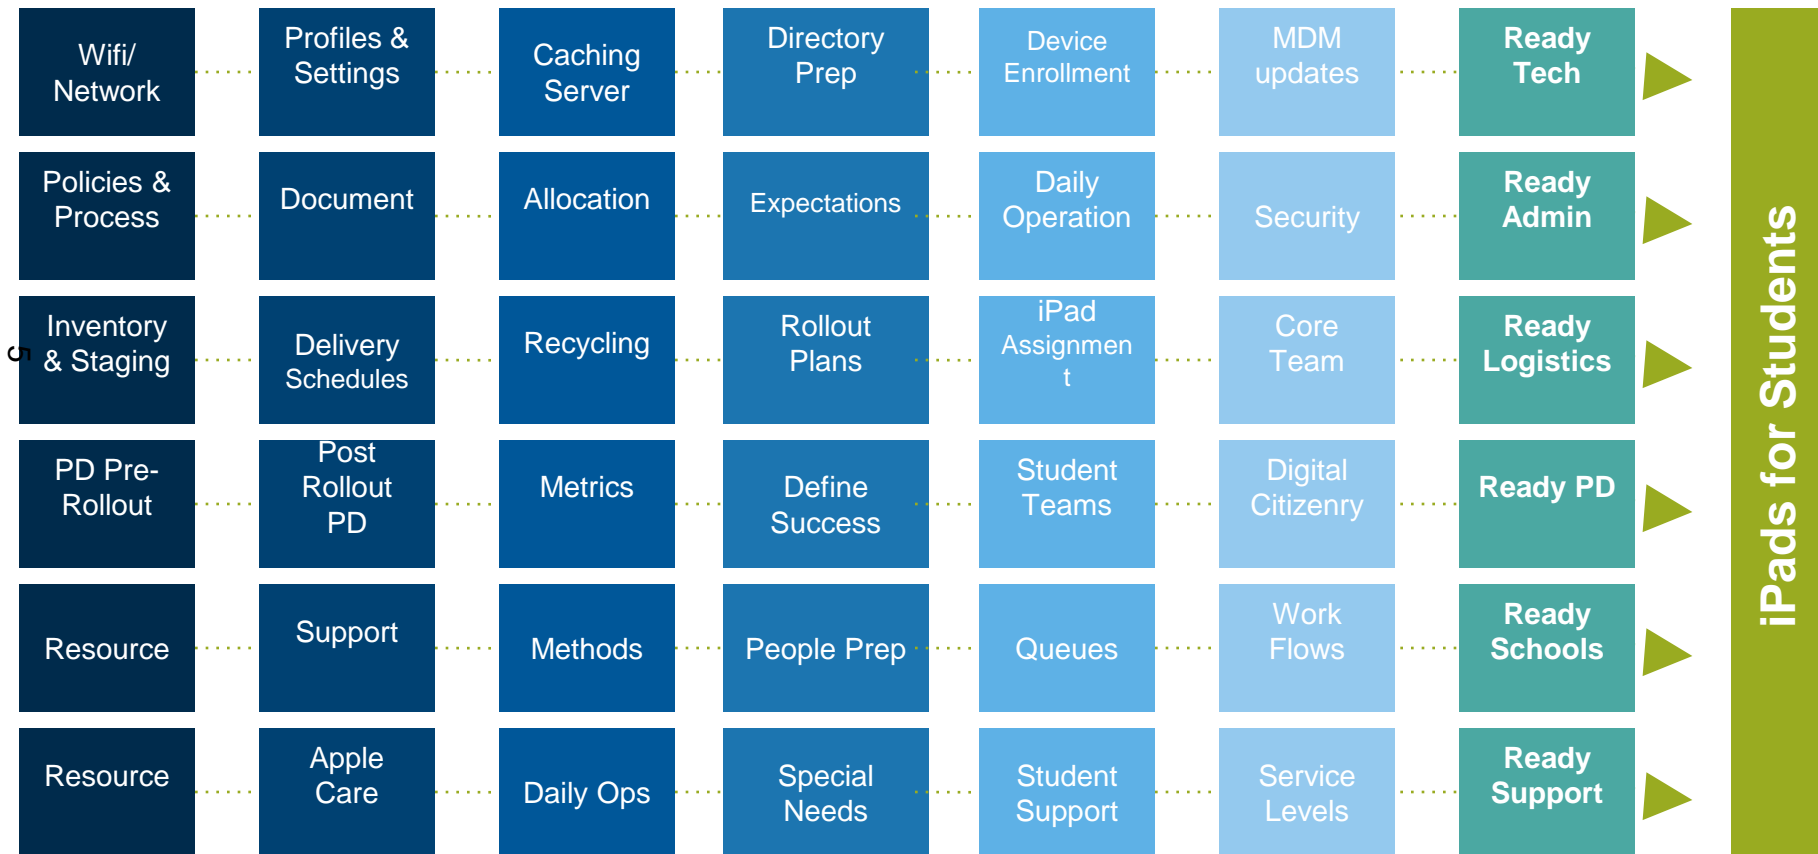 Wifi/
Network
Profiles &
Settings
Caching
Server
Directory
Prep
Device
Enrollment
MDM
updates
Ready
Tech
Policies &
Process
Document
Allocation
Expectations
Daily
Operation
Security
Ready
Admin
Inventory
& Staging
Delivery
Schedules
Recycling
Rollout
Plans
iPad
Assignmen
t
Core
Team
Ready
Logistics
5
PD Pre-
Rollout
Post
Rollout
PD
Metrics
Define
Success
Student
Teams
Digital
Citizenry
Ready PD
Resource
Support
Methods
People Prep
Queues
Work
Flows
Ready
Schools
Resource
Apple
Care
Daily Ops
Special
Needs
Student
Support
Service
Levels
Ready
Support
iPads for Students